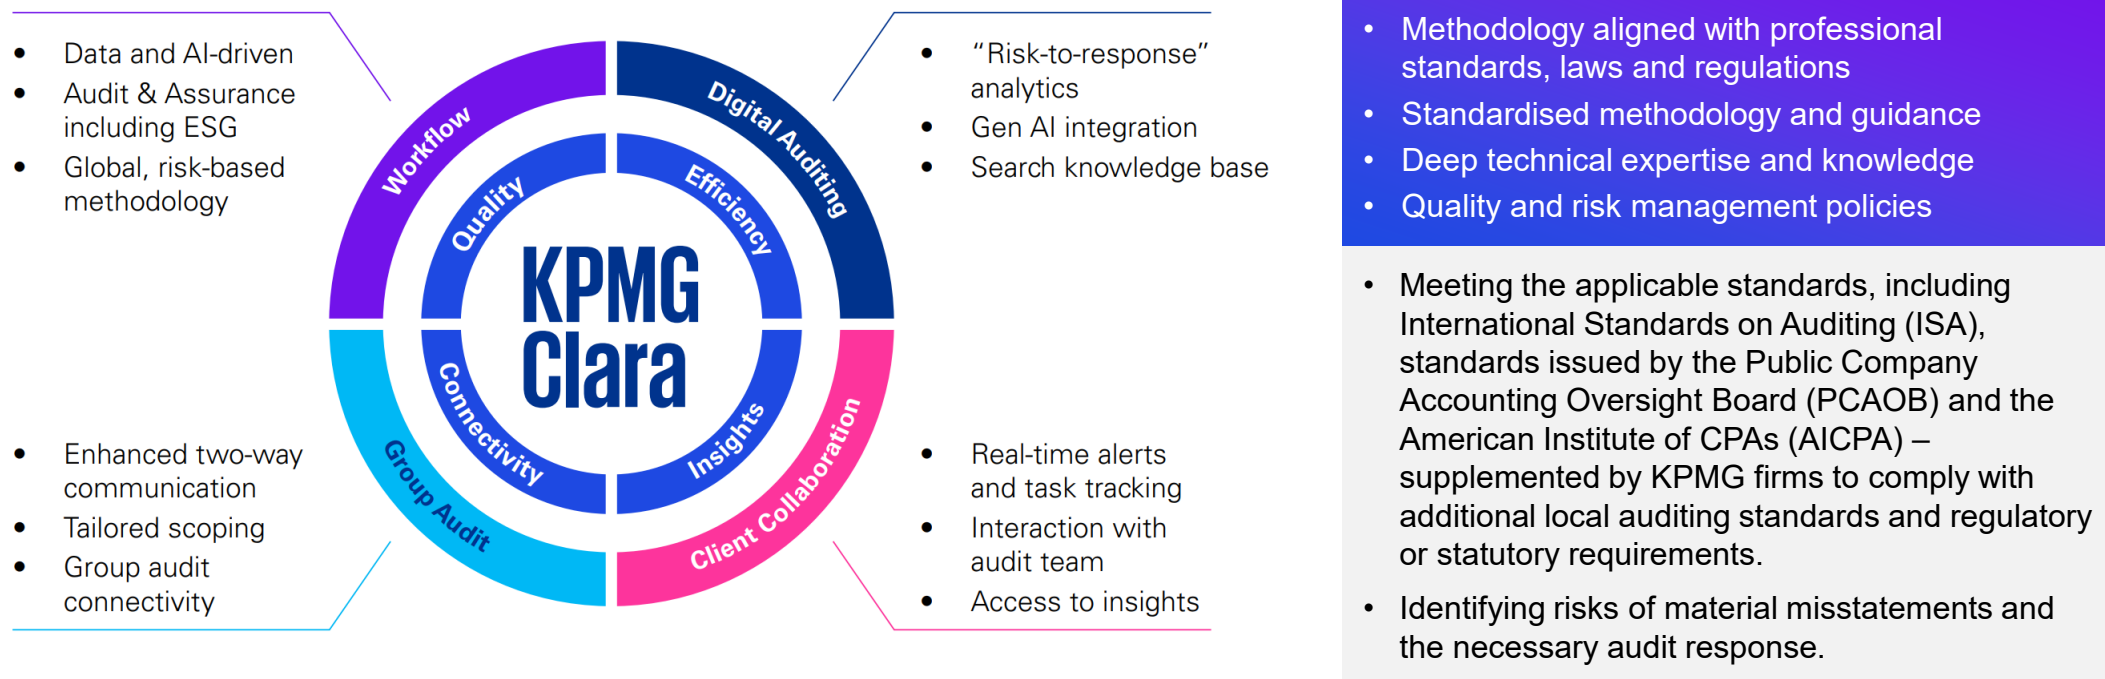 • Data and AI-driven
• Audit & Assurance
including ESG
• Global, risk-based
methodology
• “Risk-to-response”
analytics
• Gen AI integration
• Search knowledge base
Workflow
Digital Auditing
Quality
Efficiency
KPMG
Clara
Connectivity
Insights
Group Audit
Client Collaboration
• Enhanced two-way
communication
• Tailored scoping
• Group audit
connectivity
• Real-time alerts
and task tracking
• Interaction with
audit team
• Access to insights
• Methodology aligned with professional
standards, laws and regulations
• Standardised methodology and guidance
• Deep technical expertise and knowledge
• Quality and risk management policies
• Meeting the applicable standards, including
International Standards on Auditing (ISA),
standards issued by the Public Company
Accounting Oversight Board (PCAOB) and the
American Institute of CPAs (AICPA) –
supplemented by KPMG firms to comply with
additional local auditing standards and regulatory
or statutory requirements.
• Identifying risks of material misstatements and
the necessary audit response.